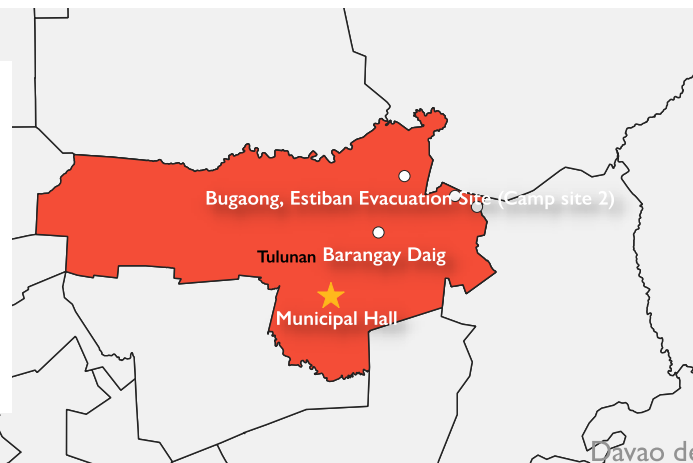 Bugaong, Estiban Evacuation Site (Camp site 2)
Tulunan Barangay Daig
Municipal Hall
Davao de